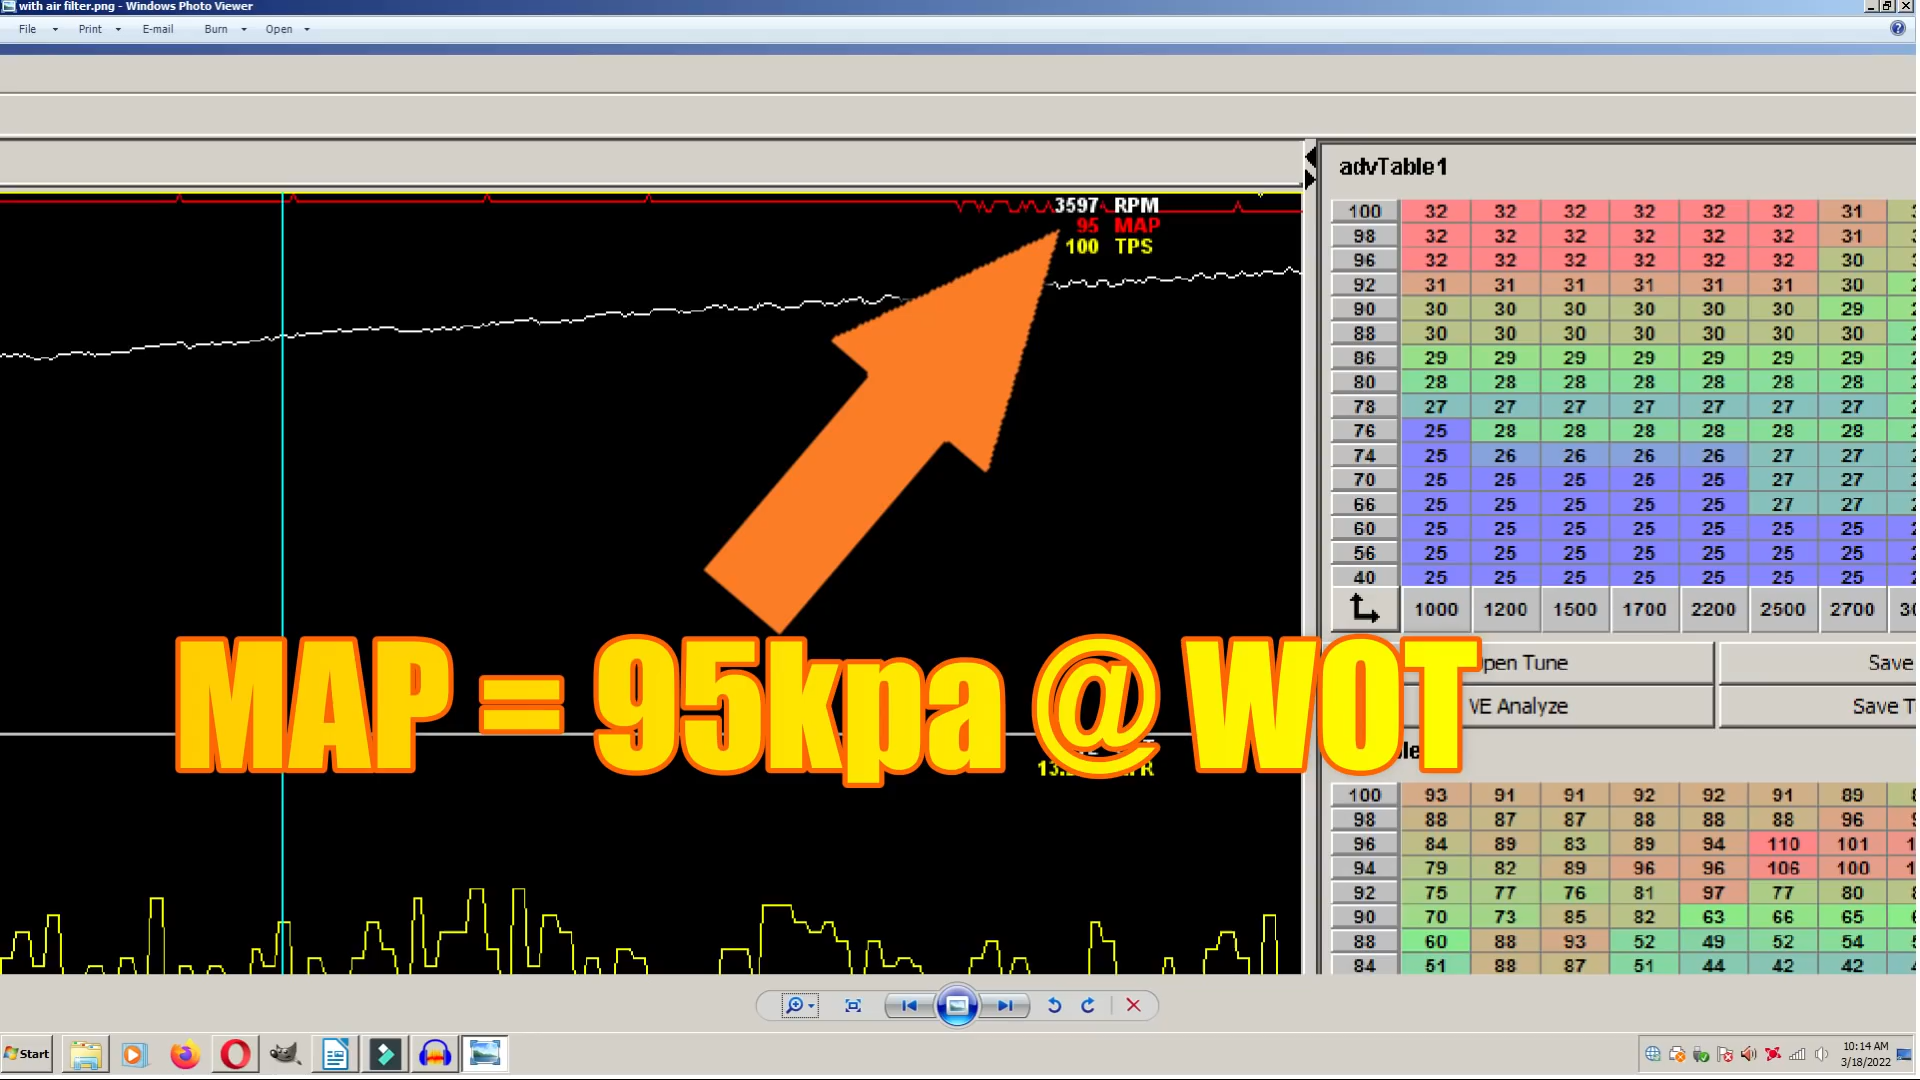 with air filter.png - Windows Photo Viewer
File Print E-mail Burn Open
advTable1
3597 RPM
95 MAP
100 TPS
100 32 32 32 32 32 32 31
98 32 32 32 32 32 32 31
96 32 32 32 32 32 32 30
92 31 31 31 31 31 31 30
90 30 30 30 30 30 30 29
88 30 30 30 30 30 30 30
86 29 29 29 29 29 29 29
80 28 28 28 28 28 28 28
78 27 27 27 27 27 27 27
76 25 28 28 28 28 28 28
74 25 26 26 26 26 27 27
70 25 25 25 25 25 27 27
66 25 25 25 25 25 27 27
60 25 25 25 25 25 25 25
56 25 25 25 25 25 25 25
40 25 25 25 25 25 25 25
1000 1200 1500 1700 2200 2500 2700
Tune Save
VE Analyze Save
MAP = 95kpa @ WOT
100 93 91 91 92 92 91 89
98 88 87 87 88 88 88 96
96 84 89 83 89 94 110 101
94 79 82 89 96 96 106 100
92 75 77 76 81 97 77 80
90 70 73 85 82 63 66 65
88 60 88 93 52 49 52 54
84 51 88 87 51 44 42 42
Start
10:14 AM
3/18/2022